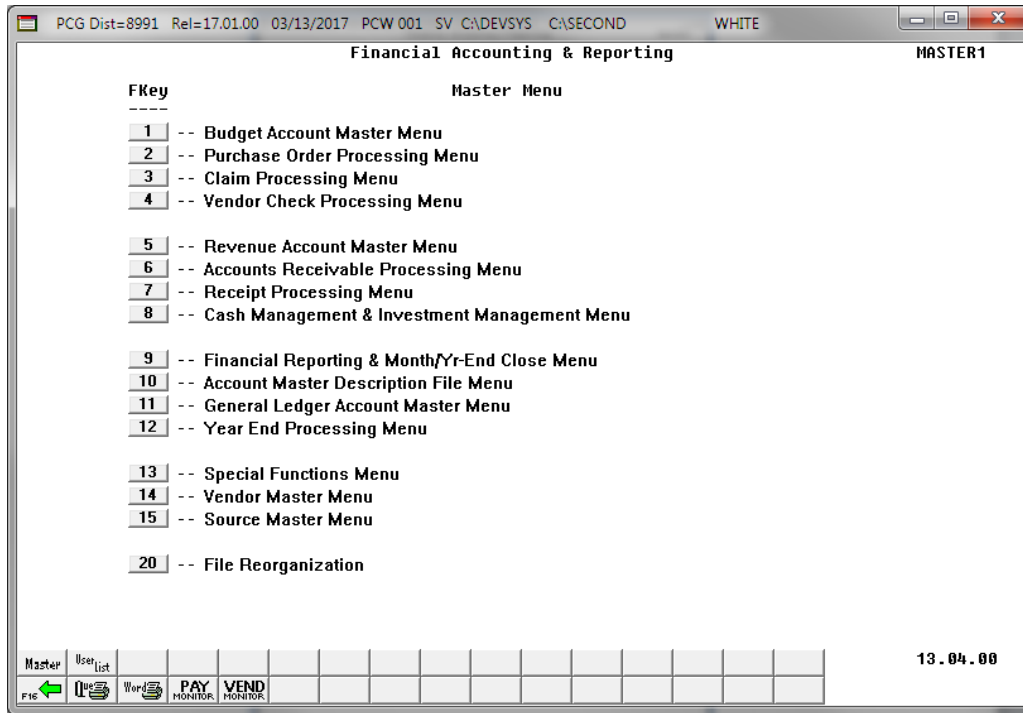 PCG Dist=8991 Rel=17.01.00 03/13/2017 PCW 001 SV C:\DEVSYS C:\SECOND WHITE
Financial Accounting & Reporting MASTER1
FKey Master Menu
----
1 -- Budget Account Master Menu
2 -- Purchase Order Processing Menu
3 -- Claim Processing Menu
4 -- Vendor Check Processing Menu
5 -- Revenue Account Master Menu
6 -- Accounts Receivable Processing Menu
7 -- Receipt Processing Menu
8 -- Cash Management & Investment Management Menu
9 -- Financial Reporting & Month/Yr-End Close Menu
10 -- Account Master Description File Menu
11 -- General Ledger Account Master Menu
12 -- Year End Processing Menu
13 -- Special Functions Menu
14 -- Vendor Master Menu
15 -- Source Master Menu
20 -- File Reorganization
Master User List 13.04.00
F16 Que Word PAY MONITOR VEND MONITOR